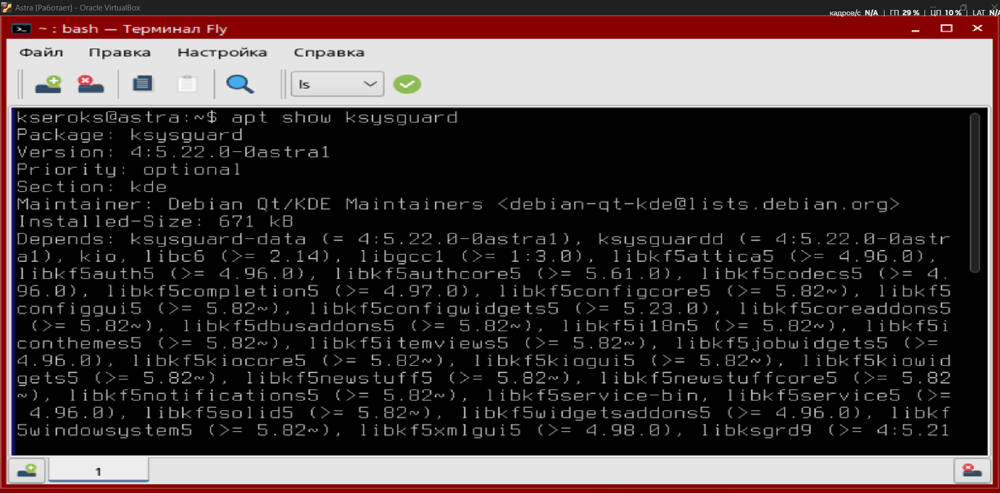 Astra [Работает] - Oracle VirtualBox
кадров/с N/A | ГП 29 % | ЦП 10 % | LAT N/A
~ : bash — Терминал Fly
Файл Правка Настройка Справка
ls
kseroks@astra:~$ apt show ksysguard
Package: ksysguard
Version: 4:5.22.0-0astra1
Priority: optional
Section: kde
Maintainer: Debian Qt/KDE Maintainers <debian-qt-kde@lists.debian.org>
Installed-Size: 671 kB
Depends: ksysguard-data (= 4:5.22.0-0astra1), ksysguardd (= 4:5.22.0-0astr
a1), kio, libc6 (>= 2.14), libgcc1 (>= 1:3.0), libkf5attica5 (>= 4.96.0),
libkf5auth5 (>= 4.96.0), libkf5authcore5 (>= 5.61.0), libkf5codecs5 (>= 4.
96.0), libkf5completion5 (>= 4.97.0), libkf5configcore5 (>= 5.82~), libkf5
configgui5 (>= 5.82~), libkf5configwidgets5 (>= 5.23.0), libkf5coreaddons5
(>= 5.82~), libkf5dbusaddons5 (>= 5.82~), libkf5i18n5 (>= 5.82~), libkf5i
conthemes5 (>= 5.82~), libkf5itemviews5 (>= 5.82~), libkf5jobwidgets5 (>=
4.96.0), libkf5kiocore5 (>= 5.82~), libkf5kiogui5 (>= 5.82~), libkf5kiowid
gets5 (>= 5.82~), libkf5newstuff5 (>= 5.82~), libkf5newstuffcore5 (>= 5.82
~), libkf5notifications5 (>= 5.82~), libkf5service-bin, libkf5service5 (>=
4.96.0), libkf5solid5 (>= 5.82~), libkf5widgetsaddons5 (>= 4.96.0), libkf
5windowsystem5 (>= 5.82~), libkf5xmlgui5 (>= 4.98.0), libksgrd9 (>= 4:5.21
1